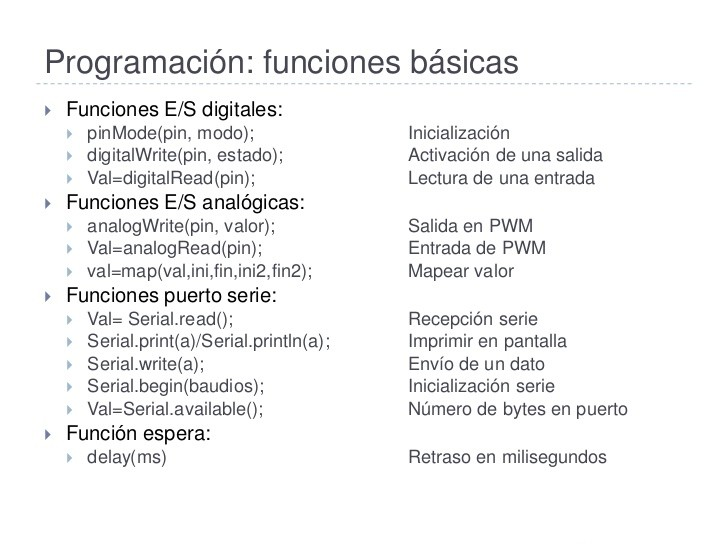 Programación: funciones básicas
Funciones E/S digitales:
pinMode(pin, modo); Inicialización
digitalWrite(pin, estado); Activación de una salida
Val=digitalRead(pin); Lectura de una entrada
Funciones E/S analógicas:
analogWrite(pin, valor); Salida en PWM
Val=analogRead(pin); Entrada de PWM
val=map(val,ini,fin,ini2,fin2); Mapear valor
Funciones puerto serie:
Val= Serial.read(); Recepción serie
Serial.print(a)/Serial.println(a); Imprimir en pantalla
Serial.write(a); Envío de un dato
Serial.begin(baudios); Inicialización serie
Val=Serial.available(); Número de bytes en puerto
Función espera:
delay(ms) Retraso en milisegundos